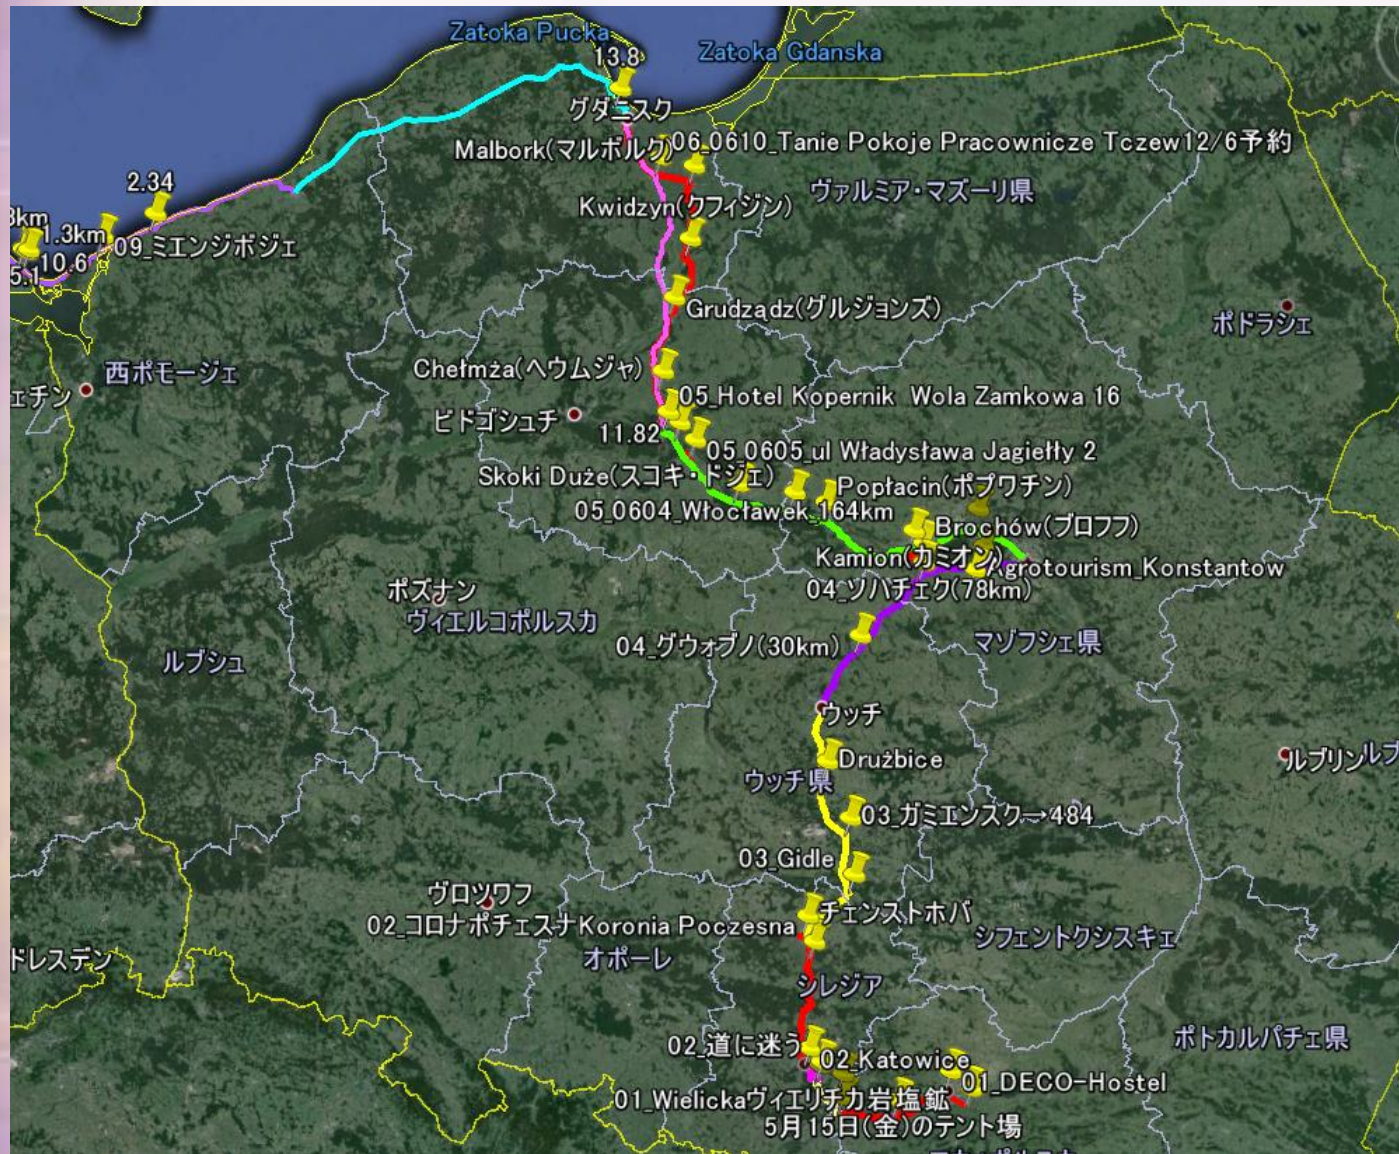 Zatoka Pucka
Zatoka Gdanska
13.8
グダニスク
Malbork(マルボルク)
06_0610_Tanie Pokoje Pracownicze Tczew12/6予約
2.34
ヴァルミア・マズーリ県
Kwidzyn(クフィジン)
3km
1.3km
09_ミエンジボジェ
5.1
10.6
Grudządz(グルジョンズ)
ポドラシェ
Chełmża(ヘウムジャ)
西ポモージェ
ェチン
05_Hotel Kopernik Wola Zamkowa 16
ビドゴシュチ
11.82
05_0605_ul Władysława Jagiełły 2
Skoki Duże(スコキ・ドジェ)
Popłacin(ポプワチン)
05_0604_Włocławek_164km
Brochów(ブロフフ)
Kamion(カミオン)
Agrotourism_Konstantow
04_ソハチェク(78km)
ポズナン
ヴィエルコポルスカ
04_グウォブノ(30km)
マゾフシェ県
ルブシュ
ウッチ
Drużbice
ルブリン
ルブ
ウッチ県
03_ガミエンスク→484
03_Gidle
ヴロツワフ
チェンストホバ
02_コロナポチェスナKoronia Poczesna
シフェントクシスキェ
ドレスデン
オポーレ
シレジア
02_道に迷う
ポトカルパチェ県
02_Katowice
01_DECO-Hostel
01_Wielickaヴィエリチカ岩塩鉱
5月15日(金)のテント場